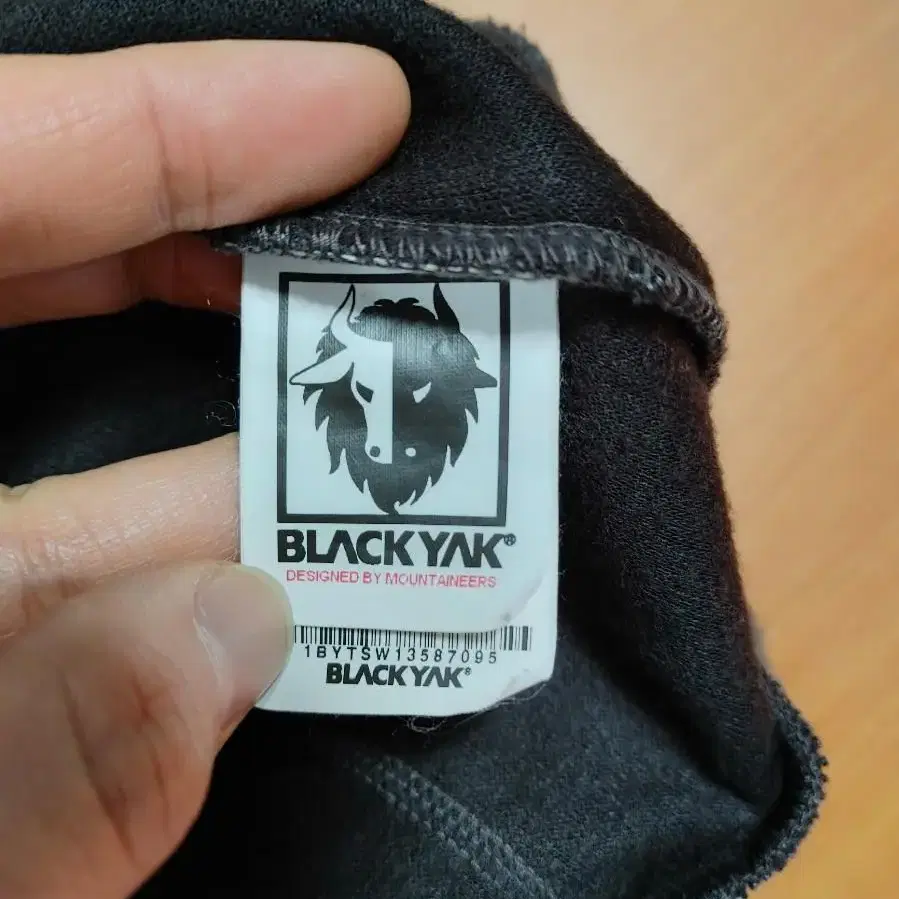 BLACKYAK®
DESIGNED BY MOUNTAINEERS
1BYTSW13587095
BLACKYAK®